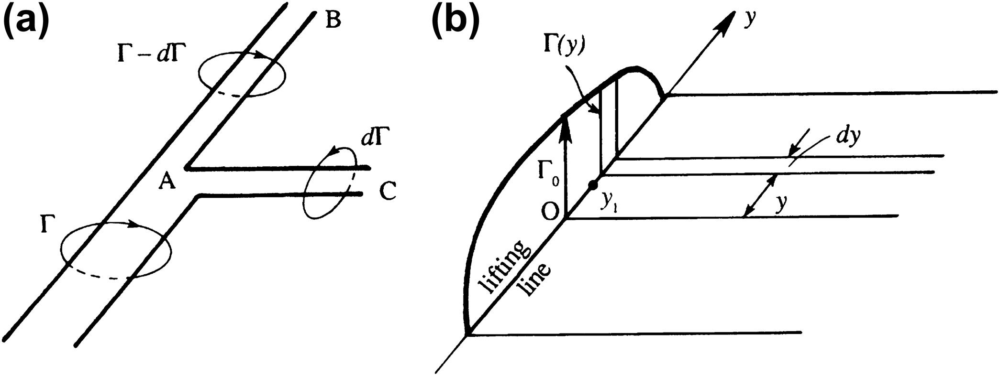 (a)
B
Γ – dΓ
dΓ
A
C
Γ
(b)
y
Γ(y)
dy
Γ₀
y₁
O
y
lifting
line